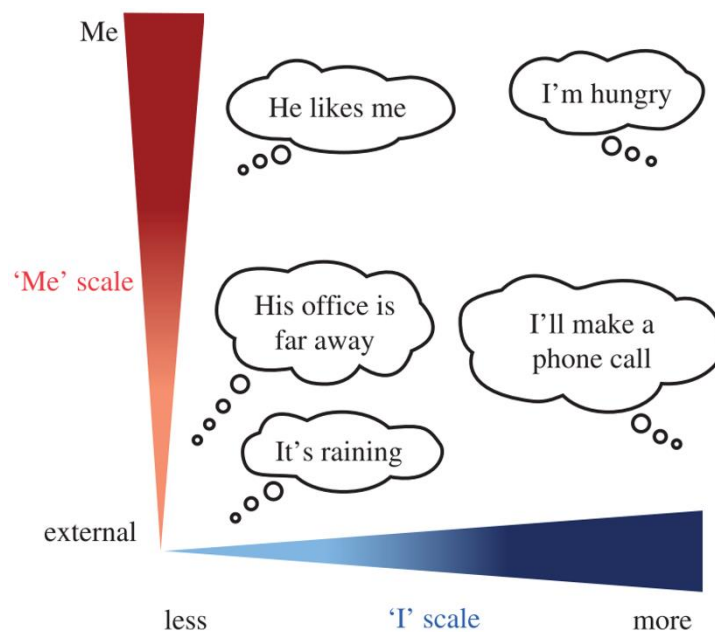 Me
He likes me
I'm hungry
'Me' scale
His office is
far away
I'll make a
phone call
It's raining
external
less
'I' scale
more